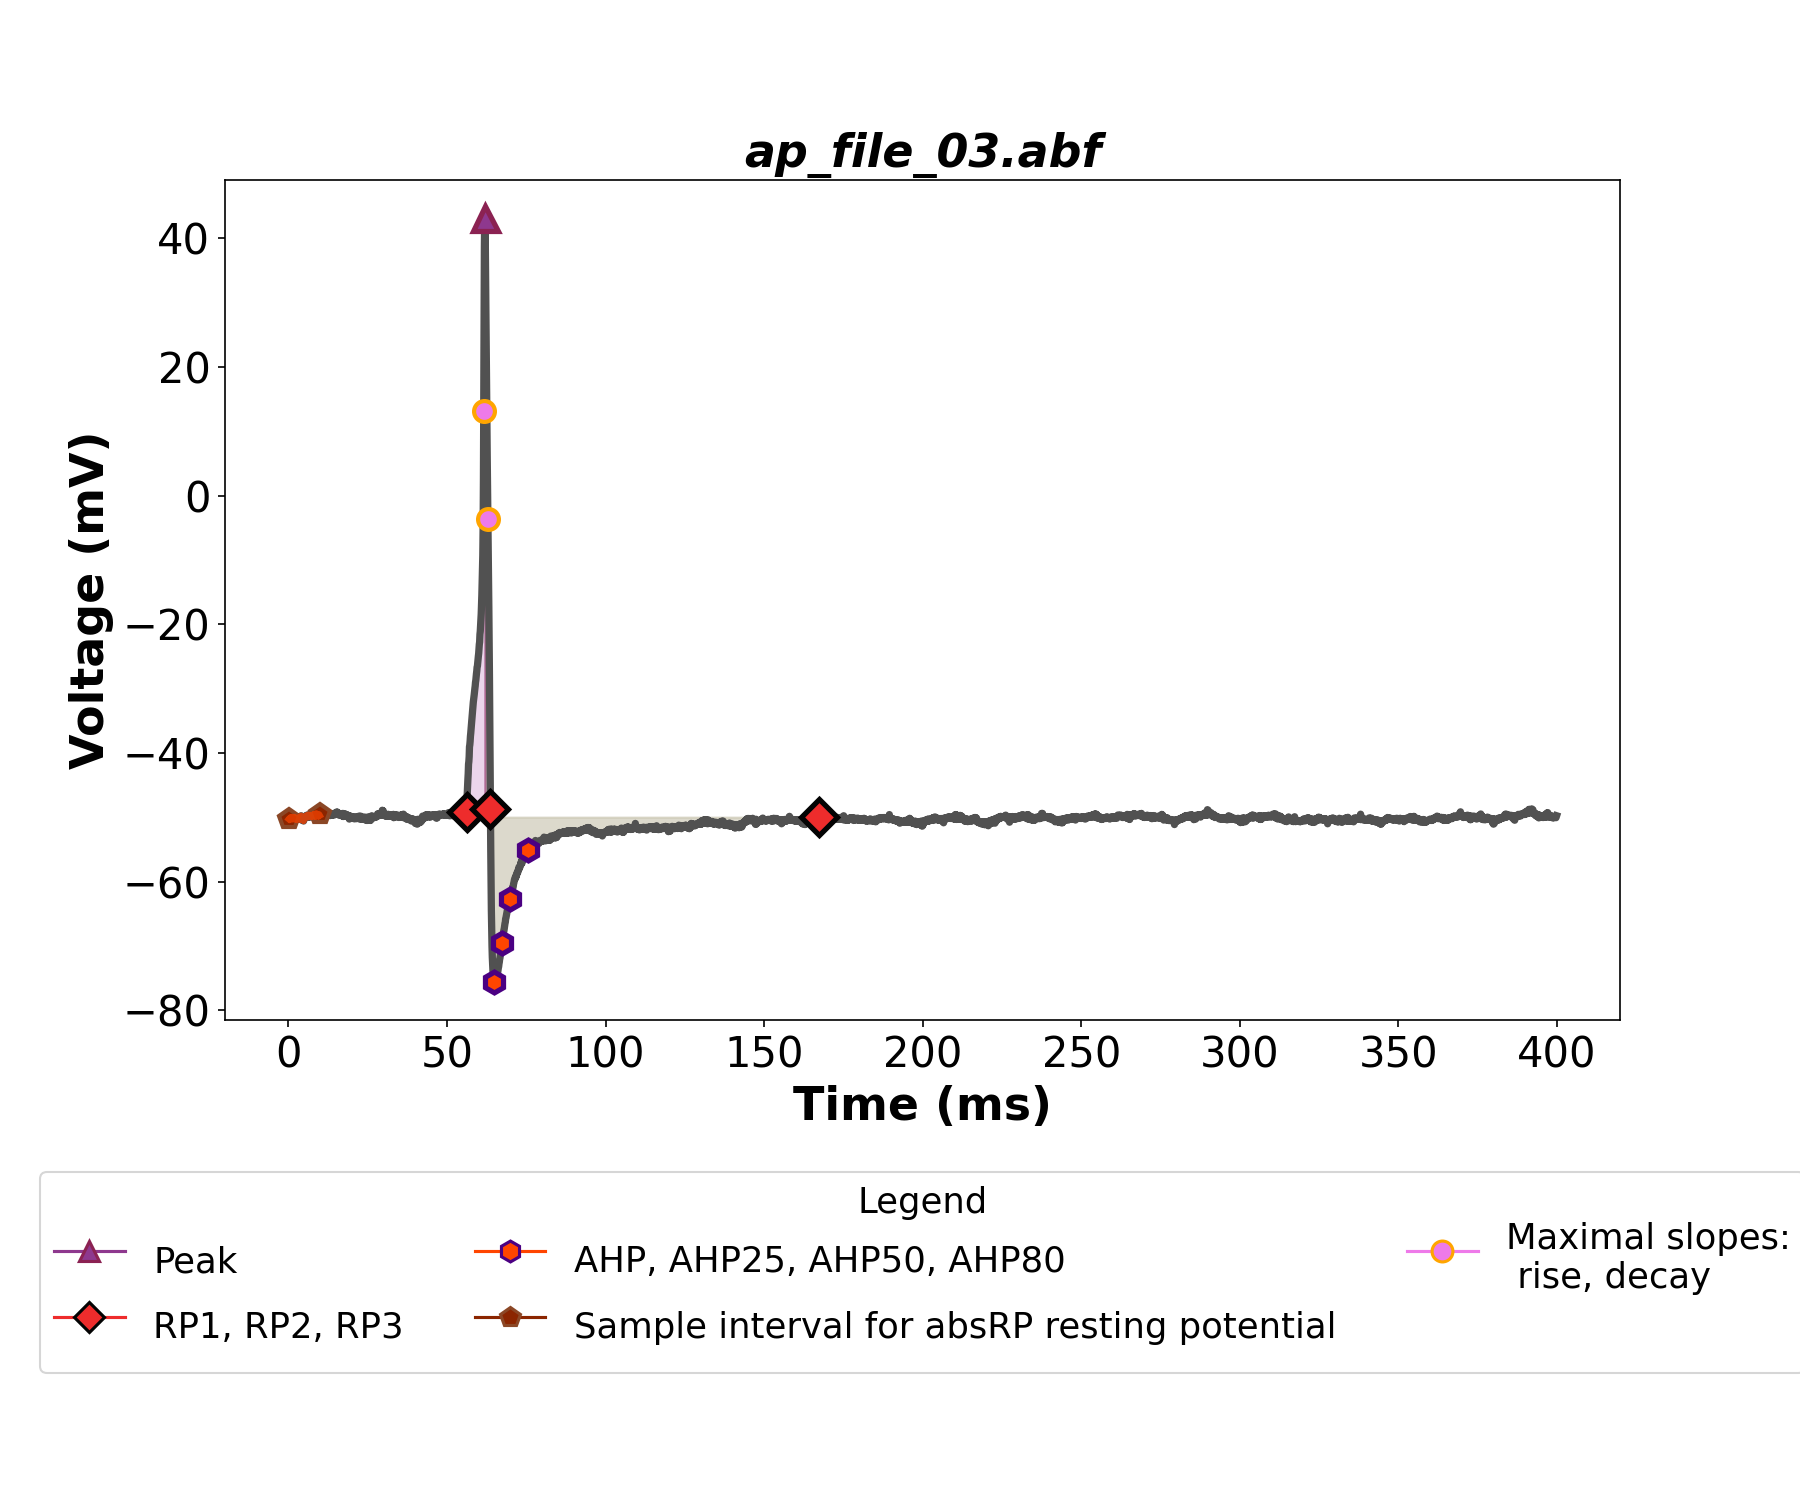 ap_file_03.abf
40
20
0
−20
−40
−60
−80
Voltage (mV)
0 50 100 150 200 250 300 350 400
Time (ms)
Legend
Peak
RP1, RP2, RP3
AHP, AHP25, AHP50, AHP80
Sample interval for absRP resting potential
Maximal slopes:
rise, decay